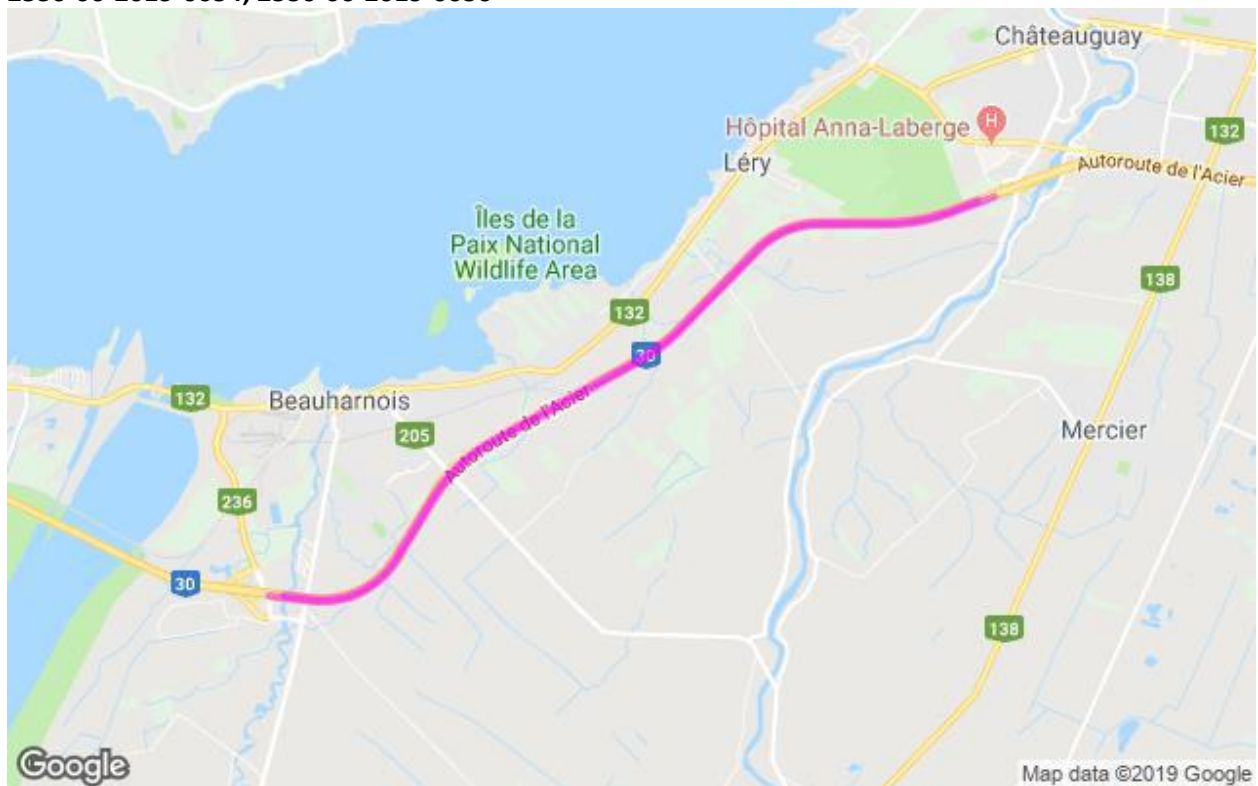 Châteauguay
132
Hôpital Anna-Laberge
H
Léry
Autoroute de l'Acier
Îles de la
Paix National
Wildlife Area
138
132
30
132
Beauharnois
205
Autoroute de l'Acier
Mercier
236
30
138
Google
Map data ©2019 Google